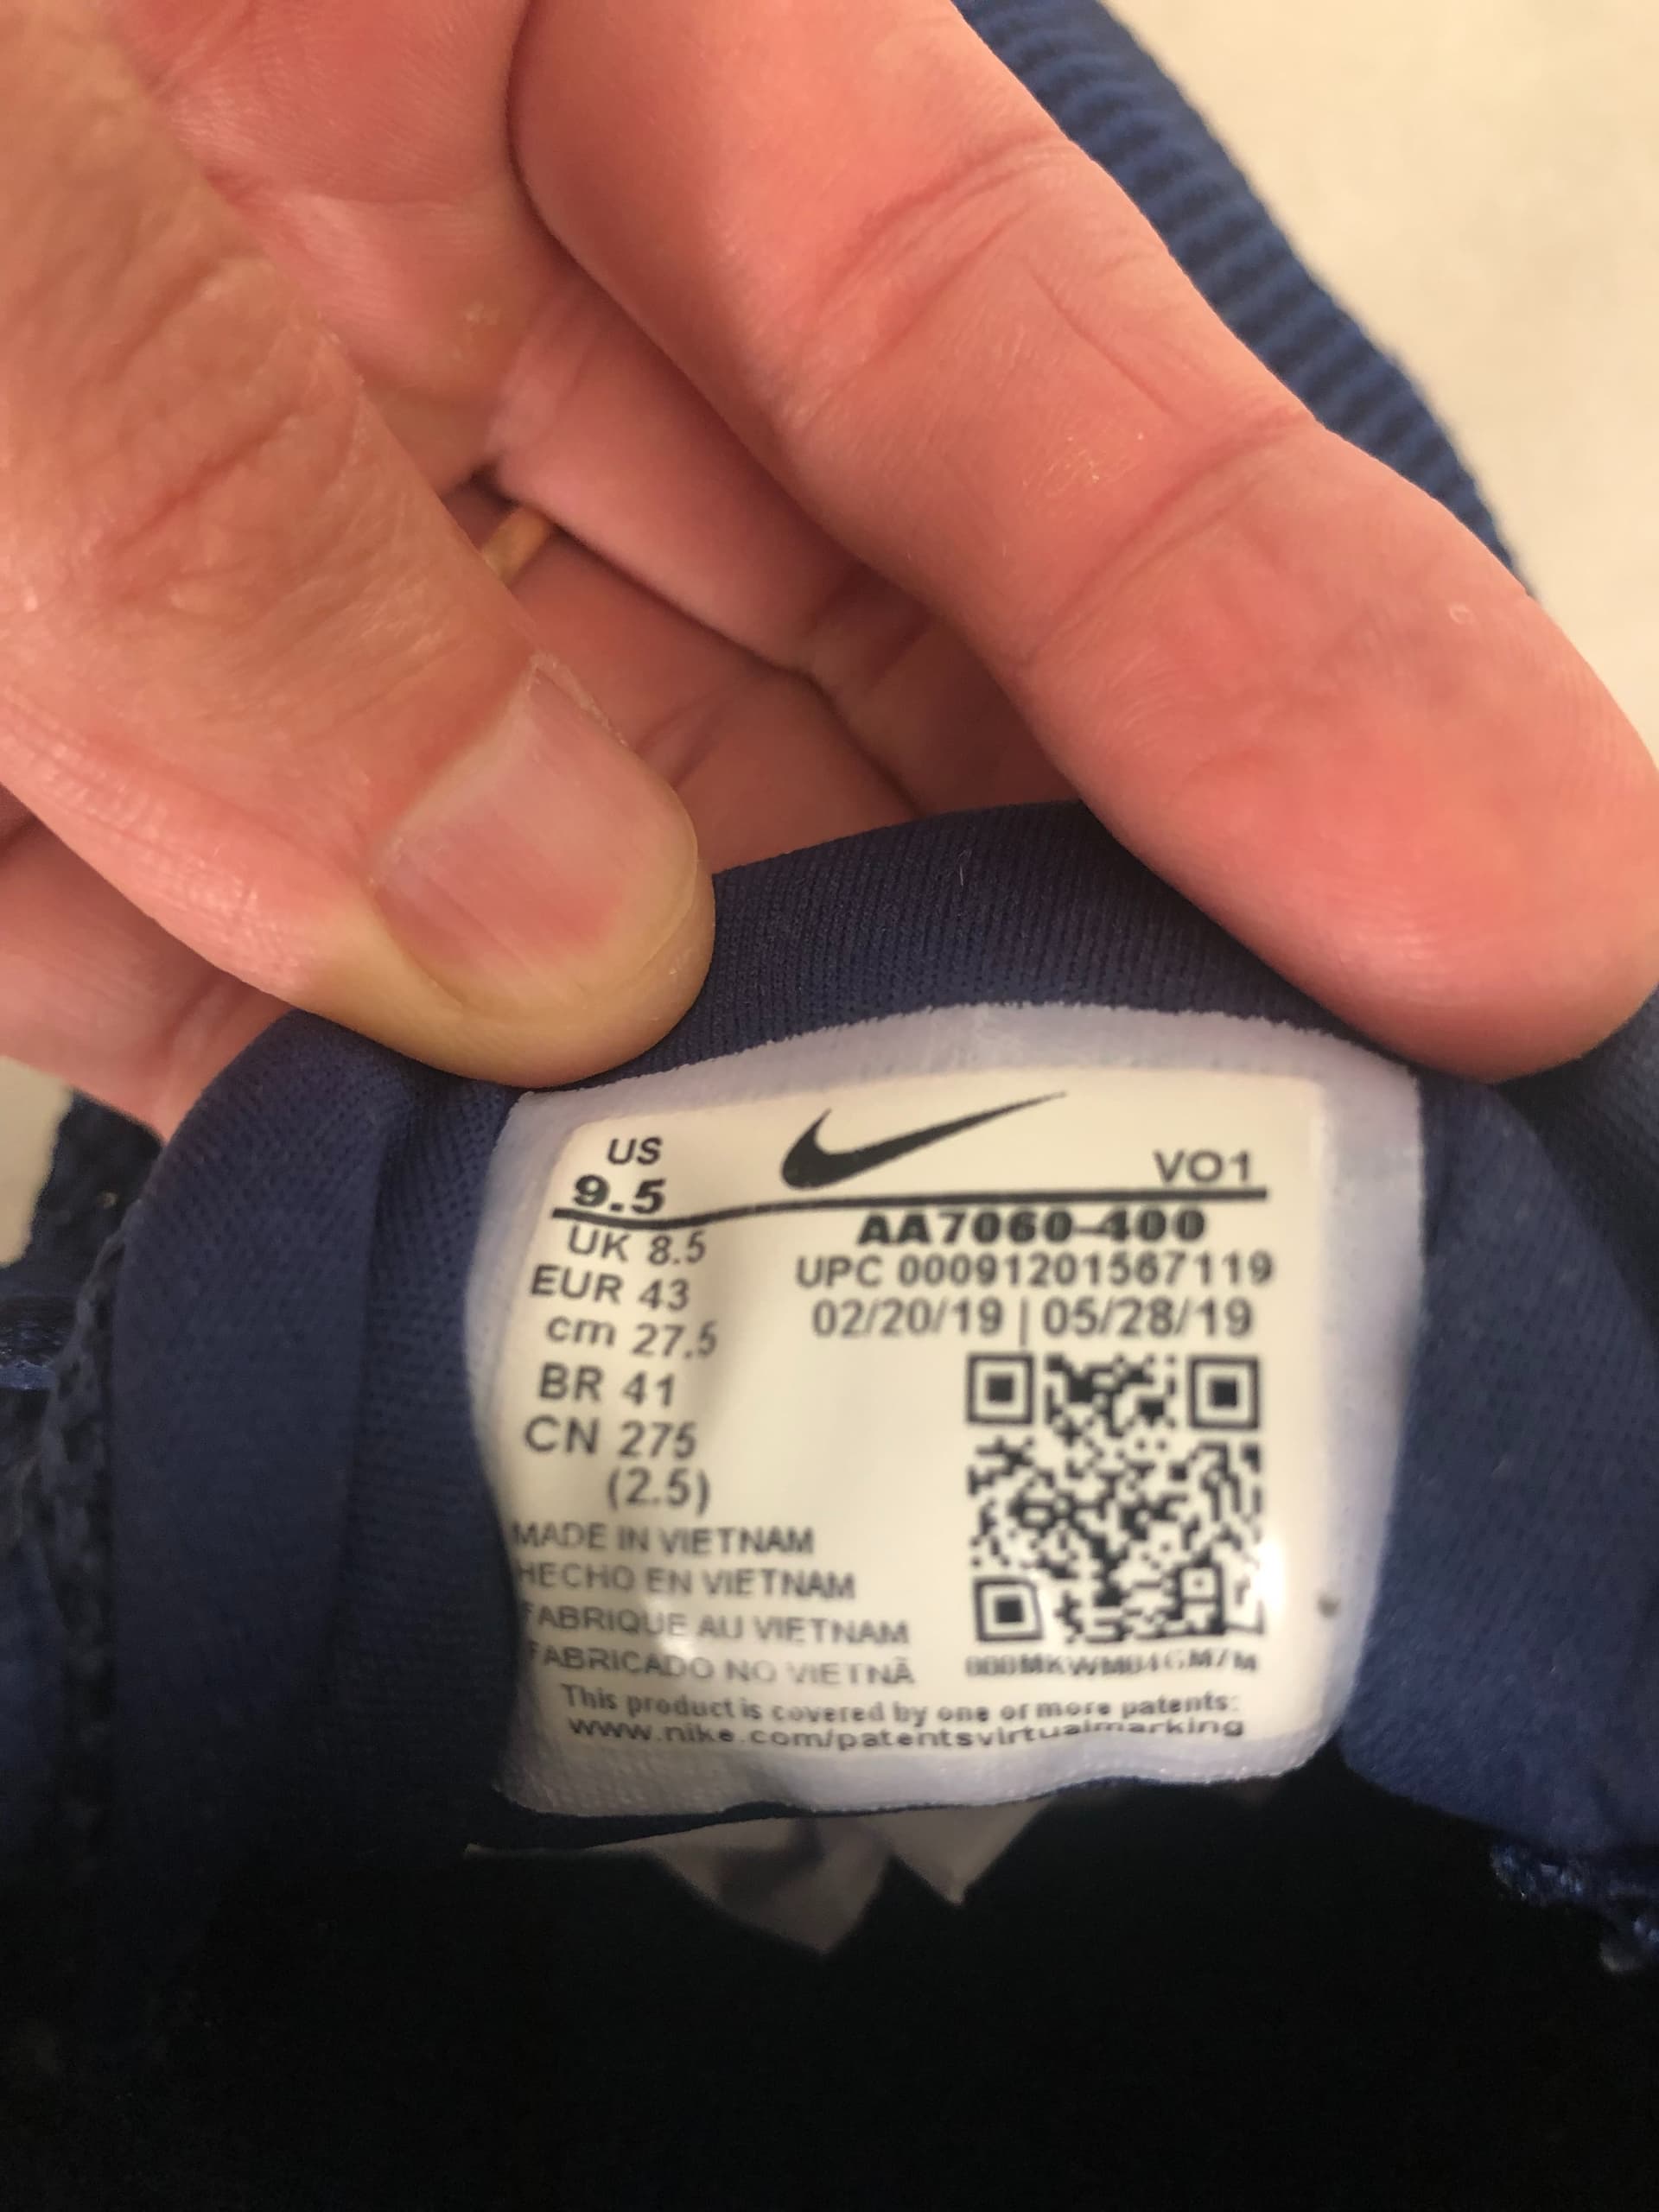 US
9.5
VO1
AA7060-400
UK 8.5
UPC 00091201567119
EUR 43
02/20/19 | 05/28/19
cm 27.5
BR 41
CN 275
(2.5)
MADE IN VIETNAM
HECHO EN VIETNAM
FABRIQUE AU VIETNAM
FABRICADO NO VIETNÃ
This product is covered by one or more patents:
www.nike.com/patentsvirtualmarking